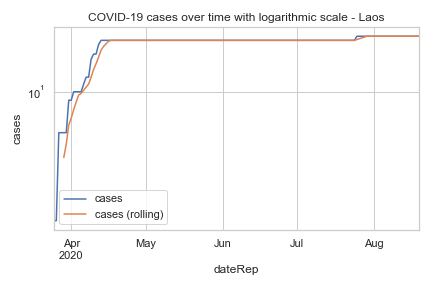 COVID-19 cases over time with logarithmic scale - Laos
cases
10¹
cases
cases (rolling)
Apr
2020
May
Jun
Jul
Aug
dateRep